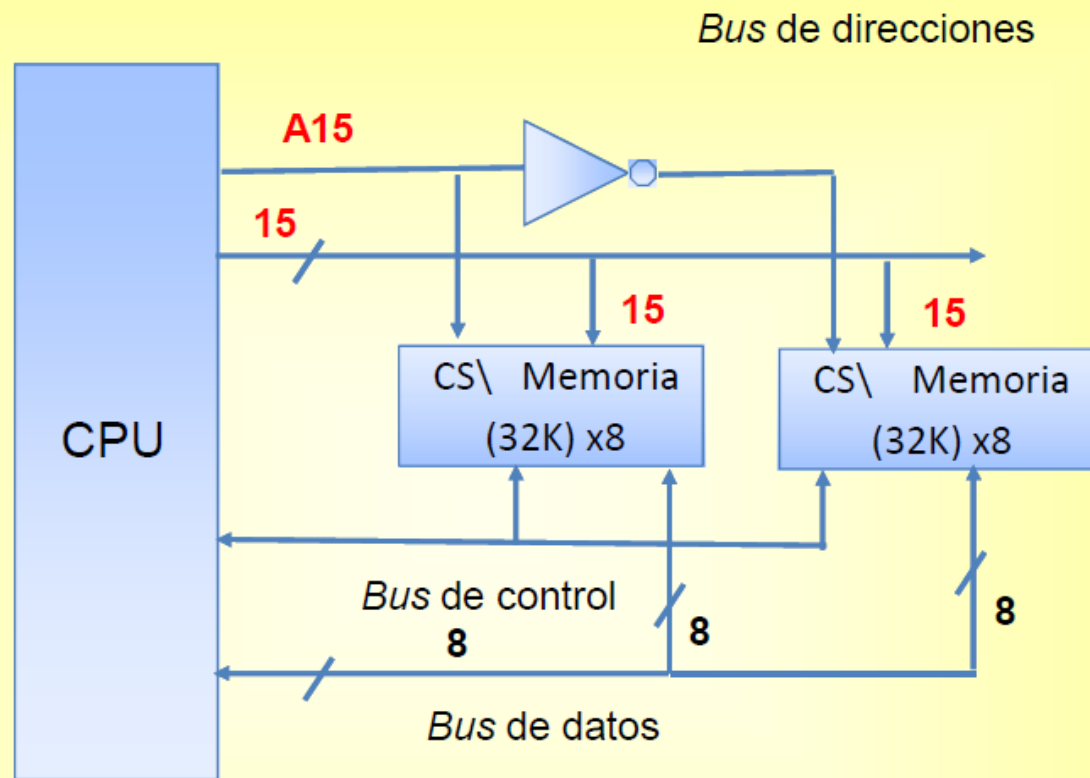 Bus de direcciones
A15
15
15
15
CS\ Memoria
(32K) x8
CS\ Memoria
(32K) x8
CPU
Bus de control
8
8
8
Bus de datos